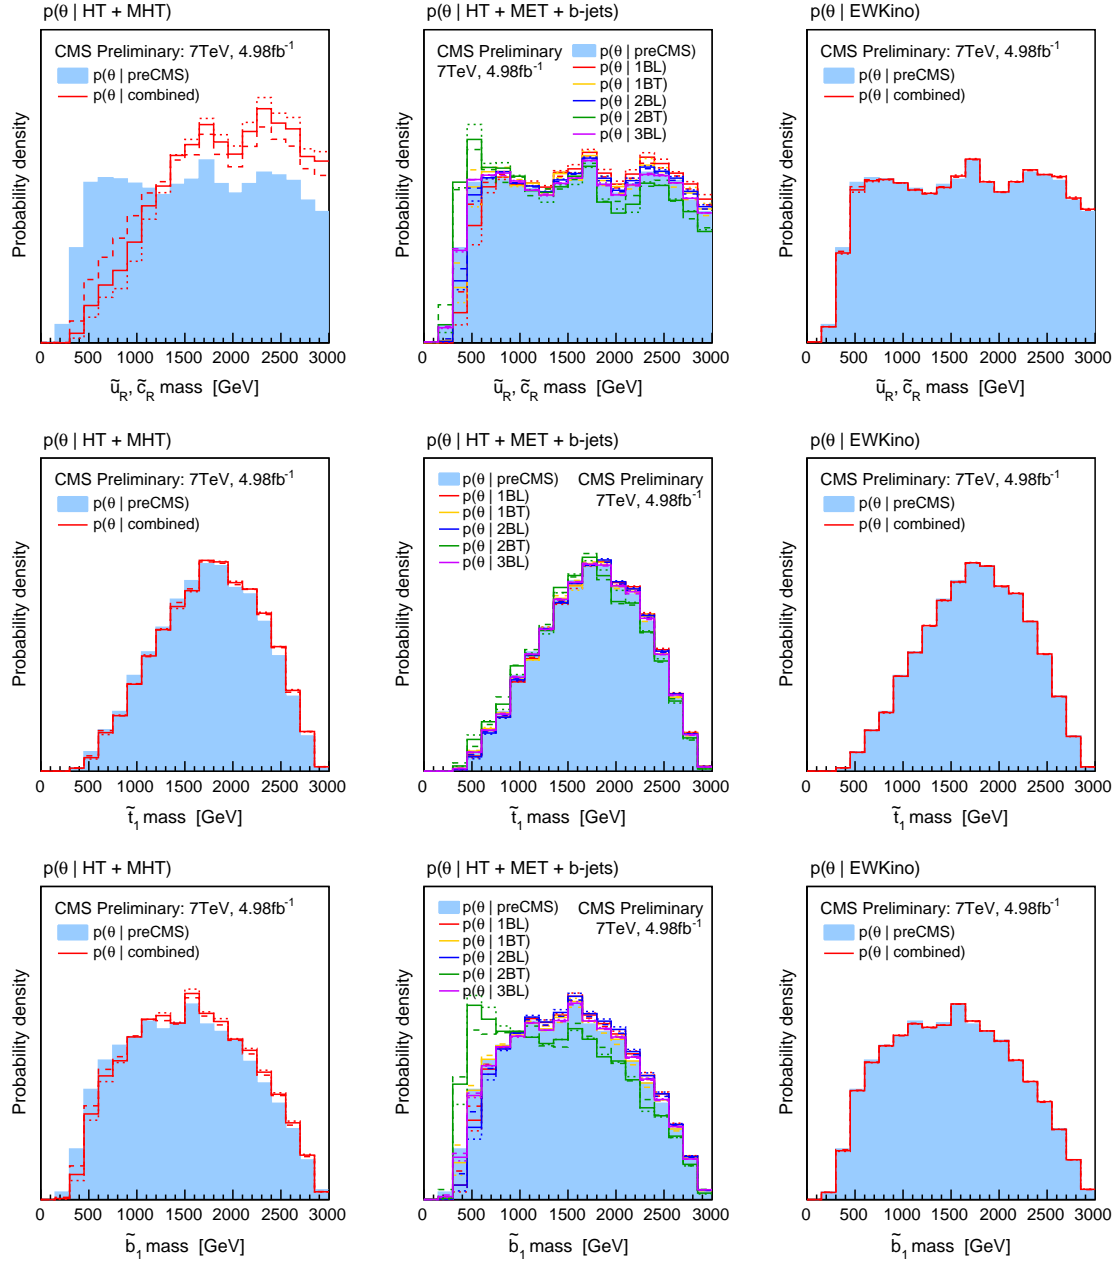 p(θ | HT + MHT)
CMS Preliminary: 7TeV, 4.98fb⁻¹
p(θ | preCMS)
p(θ | combined)
Probability density
0 500 1000 1500 2000 2500 3000
ũ_R, c̃_R mass [GeV]
p(θ | HT + MET + b-jets)
CMS Preliminary
7TeV, 4.98fb⁻¹
p(θ | preCMS)
p(θ | 1BL)
p(θ | 1BT)
p(θ | 2BL)
p(θ | 2BT)
p(θ | 3BL)
Probability density
0 500 1000 1500 2000 2500 3000
ũ_R, c̃_R mass [GeV]
p(θ | EWKino)
CMS Preliminary: 7TeV, 4.98fb⁻¹
p(θ | preCMS)
p(θ | combined)
Probability density
0 500 1000 1500 2000 2500 3000
ũ_R, c̃_R mass [GeV]
p(θ | HT + MHT)
CMS Preliminary: 7TeV, 4.98fb⁻¹
p(θ | preCMS)
p(θ | combined)
Probability density
0 500 1000 1500 2000 2500 3000
t̃₁ mass [GeV]
p(θ | HT + MET + b-jets)
p(θ | preCMS)
p(θ | 1BL)
p(θ | 1BT)
p(θ | 2BL)
p(θ | 2BT)
p(θ | 3BL)
CMS Preliminary
7TeV, 4.98fb⁻¹
Probability density
0 500 1000 1500 2000 2500 3000
t̃₁ mass [GeV]
p(θ | EWKino)
CMS Preliminary: 7TeV, 4.98fb⁻¹
p(θ | preCMS)
p(θ | combined)
Probability density
0 500 1000 1500 2000 2500 3000
t̃₁ mass [GeV]
p(θ | HT + MHT)
CMS Preliminary: 7TeV, 4.98fb⁻¹
p(θ | preCMS)
p(θ | combined)
Probability density
0 500 1000 1500 2000 2500 3000
b̃₁ mass [GeV]
p(θ | HT + MET + b-jets)
p(θ | preCMS)
p(θ | 1BL)
p(θ | 1BT)
p(θ | 2BL)
p(θ | 2BT)
p(θ | 3BL)
CMS Preliminary
7TeV, 4.98fb⁻¹
Probability density
0 500 1000 1500 2000 2500 3000
b̃₁ mass [GeV]
p(θ | EWKino)
CMS Preliminary: 7TeV, 4.98fb⁻¹
p(θ | preCMS)
p(θ | combined)
Probability density
0 500 1000 1500 2000 2500 3000
b̃₁ mass [GeV]